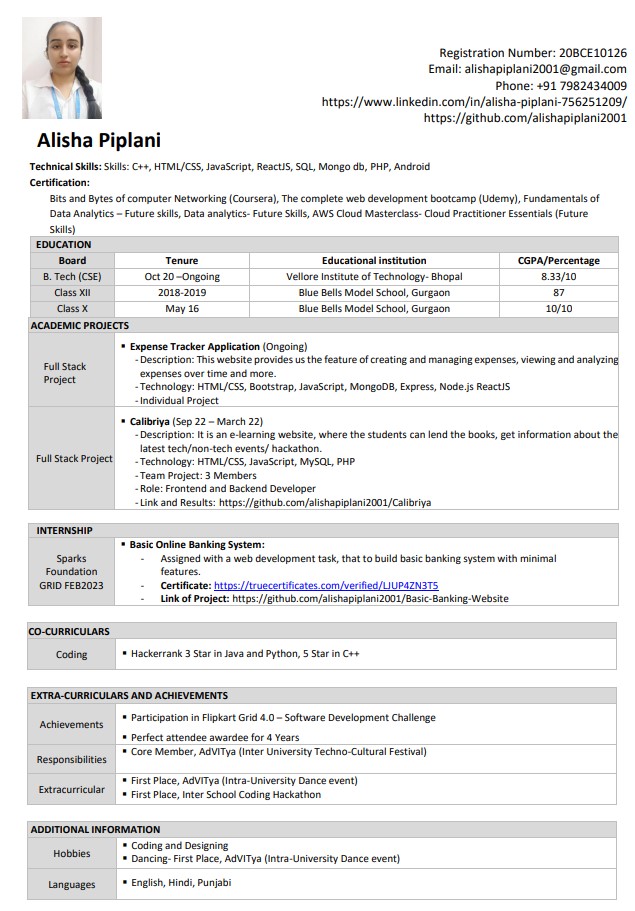 Registration Number: 20BCE10126
Email: alishapiplani2001@gmail.com
Phone: +91 7982434009
https://www.linkedin.com/in/alisha-piplani-756251209/
https://github.com/alishapiplani2001
Alisha Piplani
Technical Skills: Skills: C++, HTML/CSS, JavaScript, ReactJS, SQL, Mongo db, PHP, Android
Certification:
Bits and Bytes of computer Networking (Coursera), The complete web development bootcamp (Udemy), Fundamentals of
Data Analytics – Future skills, Data analytics- Future Skills, AWS Cloud Masterclass- Cloud Practitioner Essentials (Future
Skills)
EDUCATION
Board Tenure Educational institution CGPA/Percentage
B. Tech (CSE) Oct 20 –Ongoing Vellore Institute of Technology- Bhopal 8.33/10
Class XII 2018-2019 Blue Bells Model School, Gurgaon 87
Class X May 16 Blue Bells Model School, Gurgaon 10/10
ACADEMIC PROJECTS
Full Stack
Project
▪ Expense Tracker Application (Ongoing)
- Description: This website provides us the feature of creating and managing expenses, viewing and analyzing
expenses over time and more.
- Technology: HTML/CSS, Bootstrap, JavaScript, MongoDB, Express, Node.js ReactJS
- Individual Project
Full Stack Project
▪ Calibriya (Sep 22 – March 22)
- Description: It is an e-learning website, where the students can lend the books, get information about the
latest tech/non-tech events/ hackathon.
- Technology: HTML/CSS, JavaScript, MySQL, PHP
- Team Project: 3 Members
- Role: Frontend and Backend Developer
- Link and Results: https://github.com/alishapiplani2001/Calibriya
INTERNSHIP
Sparks
Foundation
GRID FEB2023
▪ Basic Online Banking System:
- Assigned with a web development task, that to build basic banking system with minimal
features.
- Certificate: https://truecertificates.com/verified/LJUP4ZN3T5
- Link of Project: https://github.com/alishapiplani2001/Basic-Banking-Website
CO-CURRICULARS
Coding
▪ Hackerrank 3 Star in Java and Python, 5 Star in C++
EXTRA-CURRICULARS AND ACHIEVEMENTS
Achievements
▪ Participation in Flipkart Grid 4.0 – Software Development Challenge
▪ Perfect attendee awardee for 4 Years
Responsibilities
▪ Core Member, AdVITya (Inter University Techno-Cultural Festival)
Extracurricular
▪ First Place, AdVITya (Intra-University Dance event)
▪ First Place, Inter School Coding Hackathon
ADDITIONAL INFORMATION
Hobbies
▪ Coding and Designing
▪ Dancing- First Place, AdVITya (Intra-University Dance event)
Languages
▪ English, Hindi, Punjabi